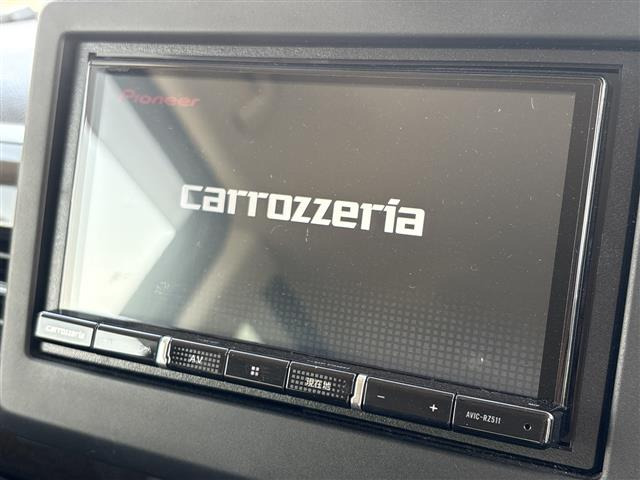 Pioneer
carrozzeria
carrozzeria
AV
現在地
− +
AVIC-RZ511